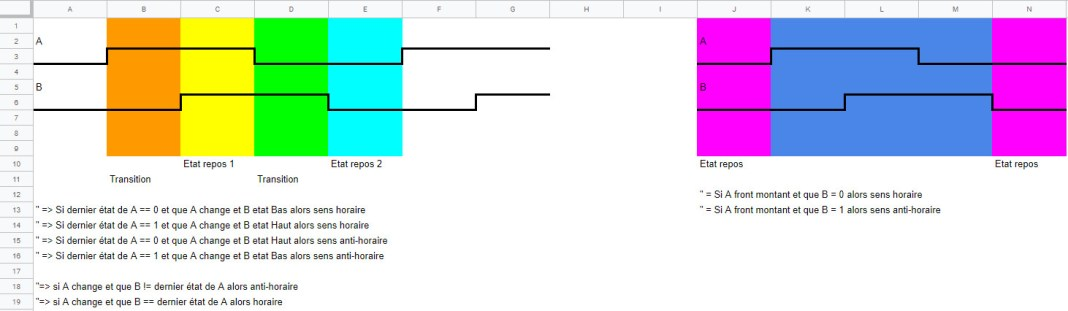 A B C D E F G H I J K L M N
1
2 A A
3
4
5 B B
6
7
8
9
10 Etat repos 1 Etat repos 2 Etat repos Etat repos
11 Transition Transition
12 " = Si A front montant et que B = 0 alors sens horaire
13 " => Si dernier état de A == 0 et que A change et B etat Bas alors sens horaire " = Si A front montant et que B = 1 alors sens anti-horaire
14 " => Si dernier état de A == 1 et que A change et B etat Haut alors sens horaire
15 " => Si dernier état de A == 0 et que A change et B etat Haut alors sens anti-horaire
16 " => Si dernier état de A == 1 et que A change et B etat Bas alors sens anti-horaire
17
18 "=> si A change et que B != dernier état de A alors anti-horaire
19 "=> si A change et que B == dernier état de A alors horaire